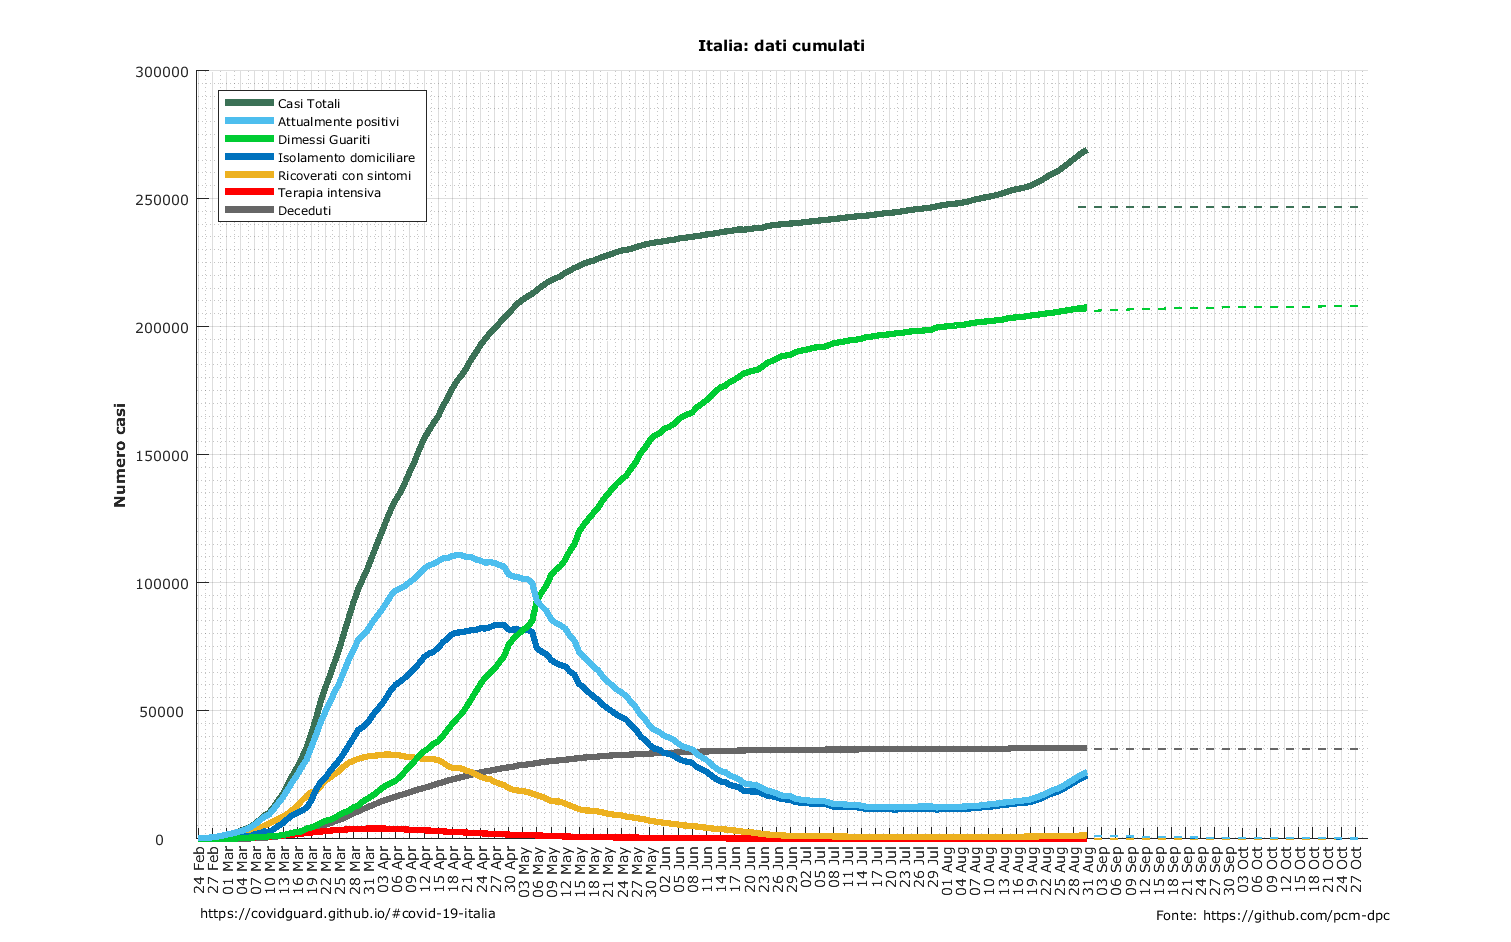 Italia: dati cumulati
300000
250000
200000
150000
100000
50000
0
Numero casi
Casi Totali
Attualmente positivi
Dimessi Guariti
Isolamento domiciliare
Ricoverati con sintomi
Terapia intensiva
Deceduti
24 Feb
27 Feb
01 Mar
04 Mar
07 Mar
10 Mar
13 Mar
16 Mar
19 Mar
22 Mar
25 Mar
28 Mar
31 Mar
03 Apr
06 Apr
09 Apr
12 Apr
15 Apr
18 Apr
21 Apr
24 Apr
27 Apr
30 Apr
03 May
06 May
09 May
12 May
15 May
18 May
21 May
24 May
27 May
30 May
02 Jun
05 Jun
08 Jun
11 Jun
14 Jun
17 Jun
20 Jun
23 Jun
26 Jun
29 Jun
02 Jul
05 Jul
08 Jul
11 Jul
14 Jul
17 Jul
20 Jul
23 Jul
26 Jul
29 Jul
01 Aug
04 Aug
07 Aug
10 Aug
13 Aug
16 Aug
19 Aug
22 Aug
25 Aug
28 Aug
31 Aug
03 Sep
06 Sep
09 Sep
12 Sep
15 Sep
18 Sep
21 Sep
24 Sep
27 Sep
30 Sep
03 Oct
06 Oct
09 Oct
12 Oct
15 Oct
18 Oct
21 Oct
24 Oct
27 Oct
https://covidguard.github.io/#covid-19-italia
Fonte: https://github.com/pcm-dpc